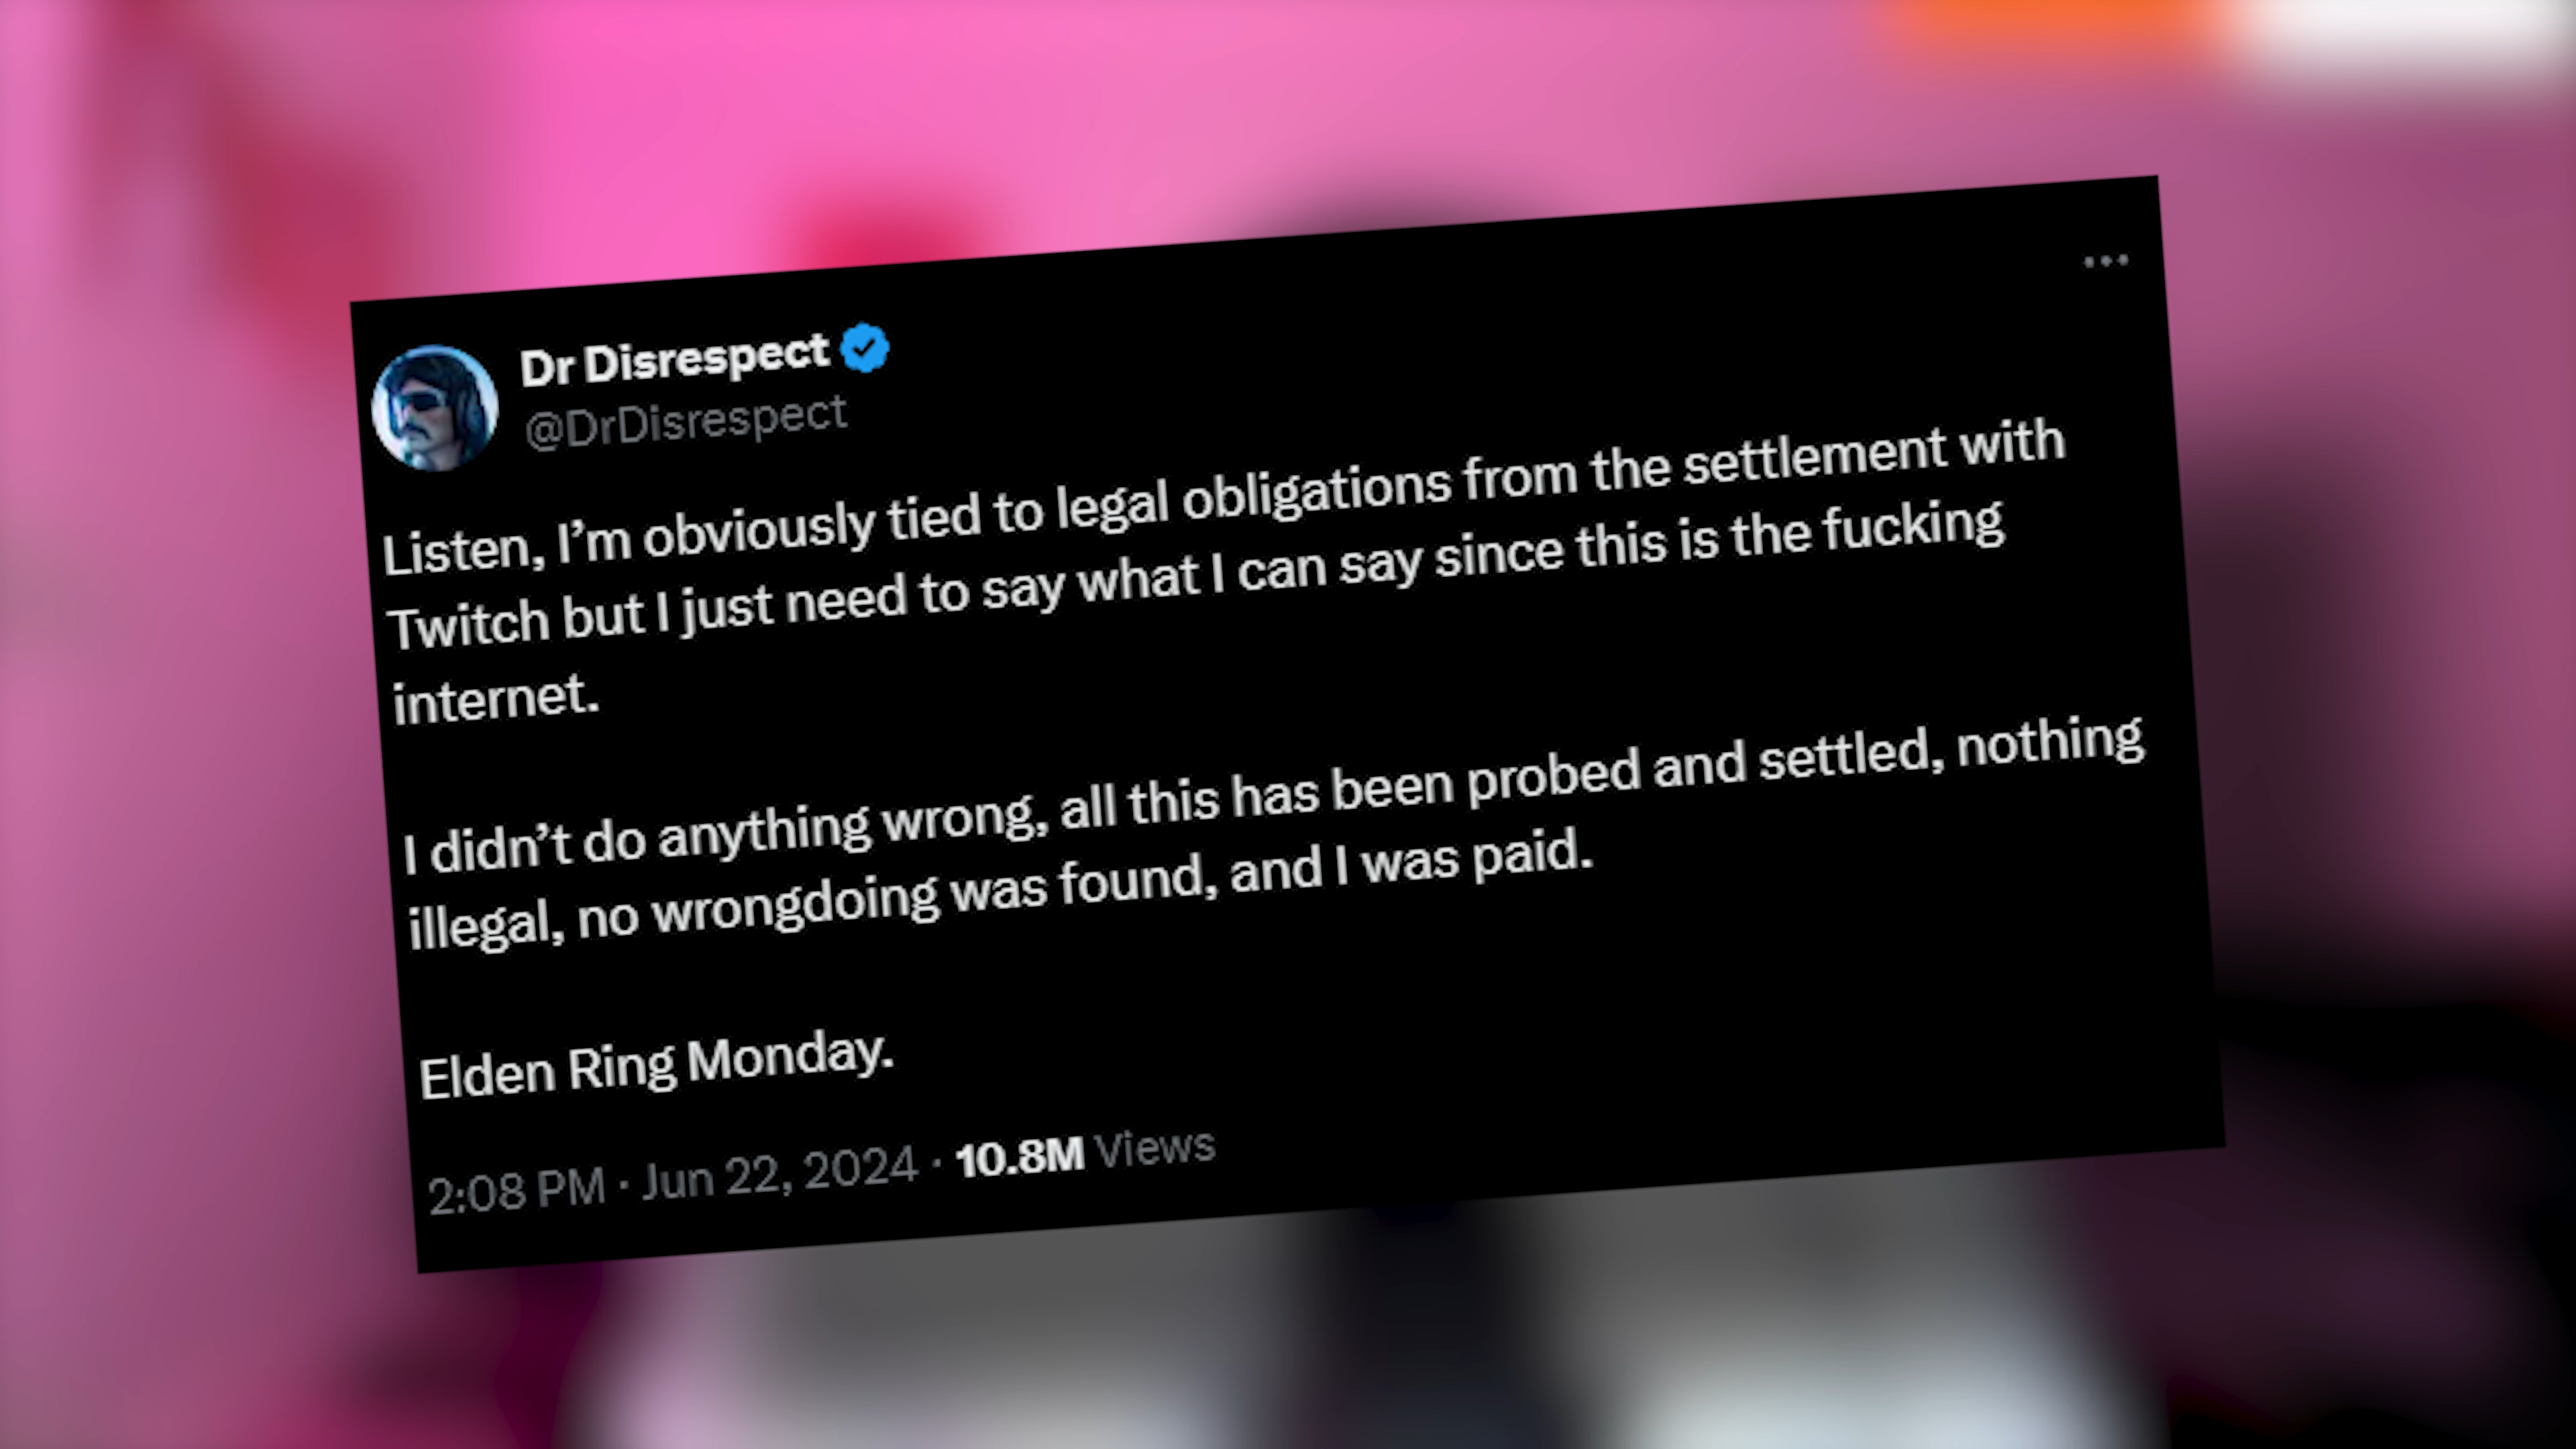 Dr Disrespect
@DrDisrespect
Listen, I’m obviously tied to legal obligations from the settlement with
Twitch but I just need to say what I can say since this is the fucking
internet.
I didn’t do anything wrong, all this has been probed and settled, nothing
illegal, no wrongdoing was found, and I was paid.
Elden Ring Monday.
2:08 PM · Jun 22, 2024 · 10.8M Views